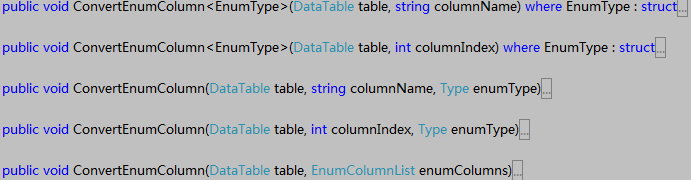 public void ConvertEnumColumn<EnumType>(DataTable table, string columnName) where EnumType : struct...
public void ConvertEnumColumn<EnumType>(DataTable table, int columnIndex) where EnumType : struct...
public void ConvertEnumColumn(DataTable table, string columnName, Type enumType)...
public void ConvertEnumColumn(DataTable table, int columnIndex, Type enumType)...
public void ConvertEnumColumn(DataTable table, EnumColumnList enumColumns)...